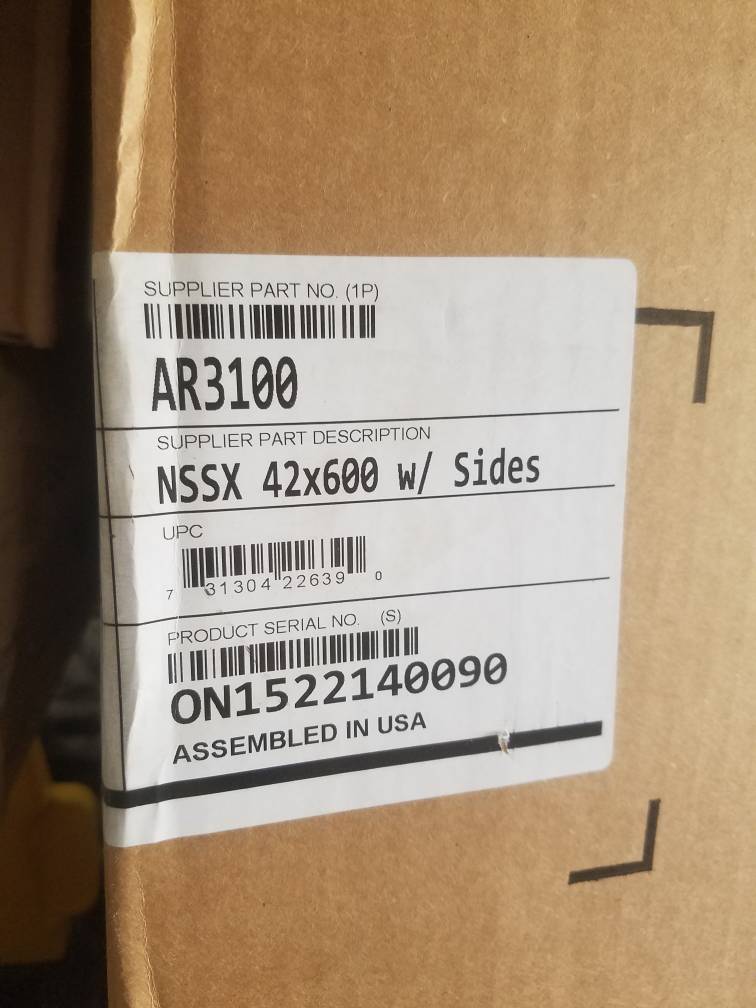 SUPPLIER PART NO. (1P)
AR3100
SUPPLIER PART DESCRIPTION
NSSX 42x600 w/ Sides
UPC
7 31304 22639 0
PRODUCT SERIAL NO. (S)
ON1522140090
ASSEMBLED IN USA